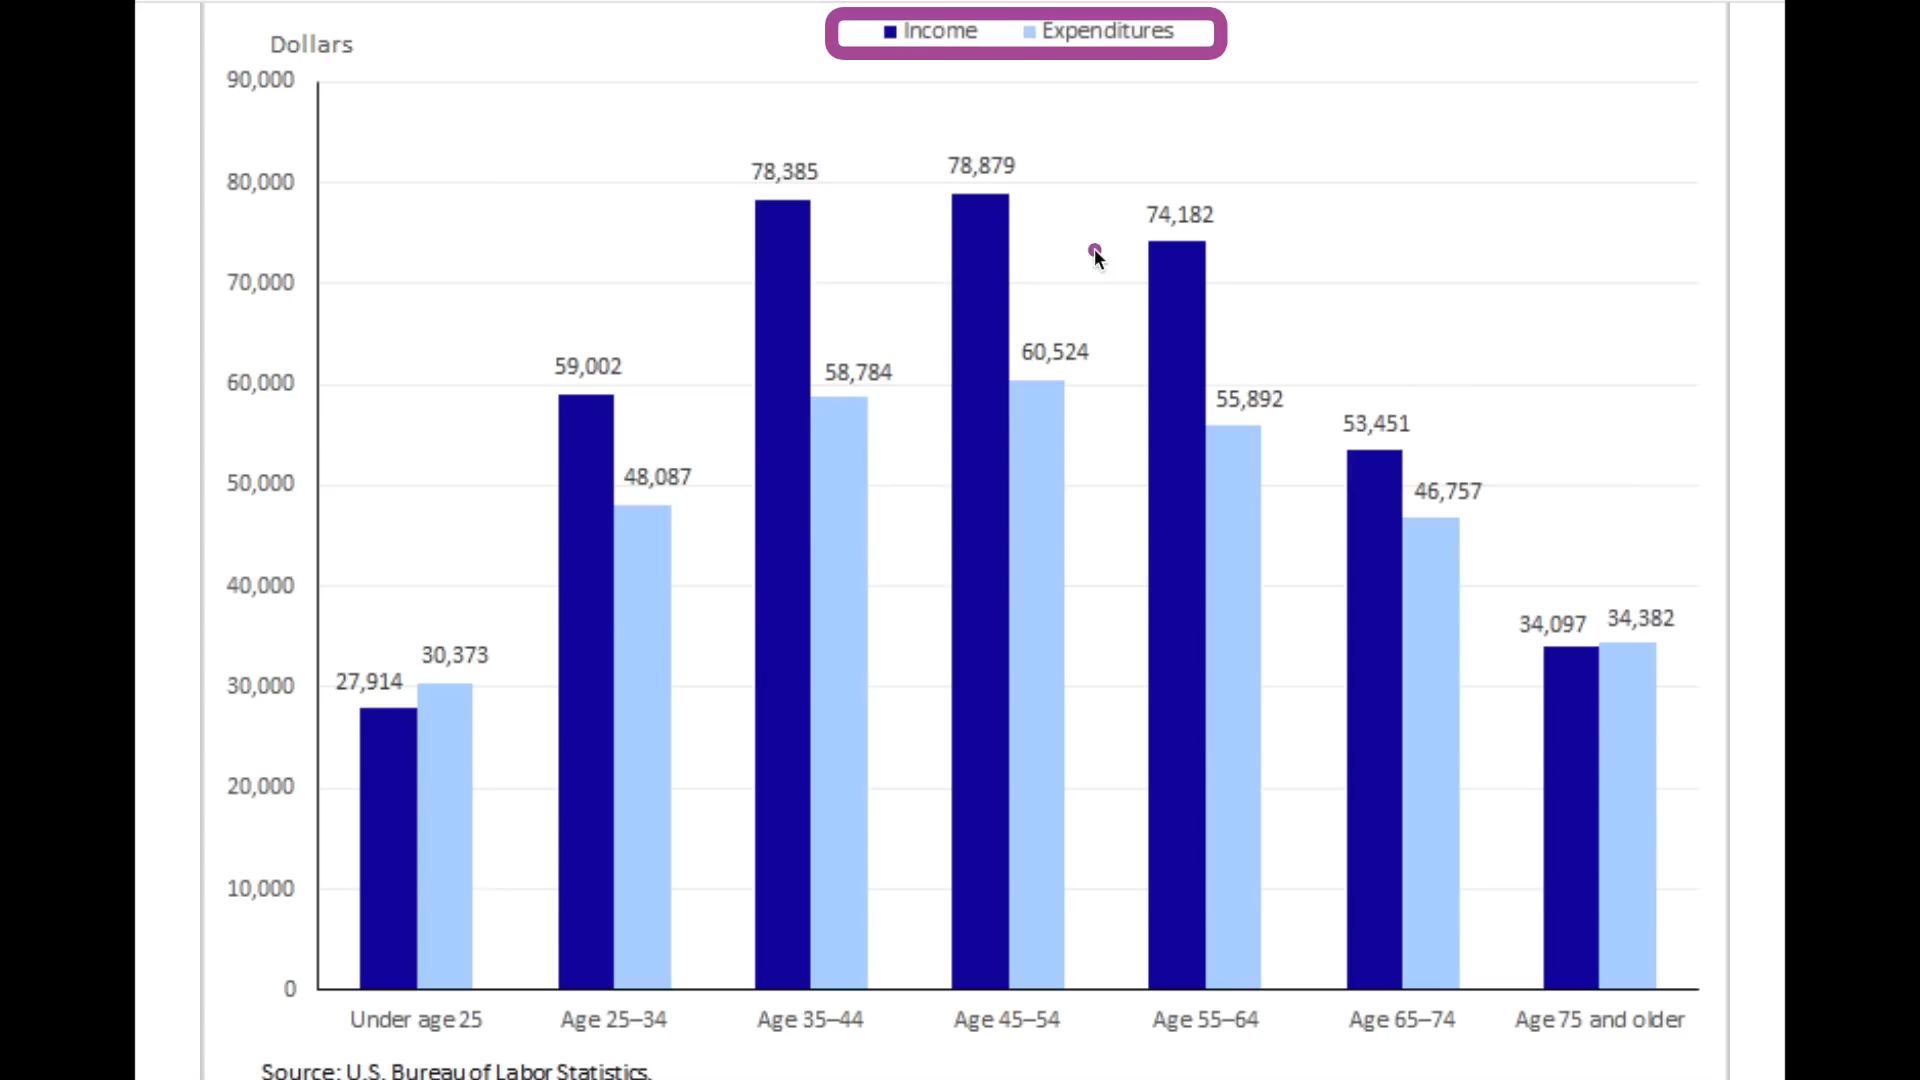 Income Expenditures
Dollars
90,000
80,000
70,000
60,000
50,000
40,000
30,000
20,000
10,000
0
78,385
78,879
74,182
59,002
58,784
60,524
55,892
53,451
48,087
46,757
34,097
34,382
27,914
30,373
Under age 25
Age 25–34
Age 35–44
Age 45–54
Age 55–64
Age 65–74
Age 75 and older
Source: U.S. Bureau of Labor Statistics.